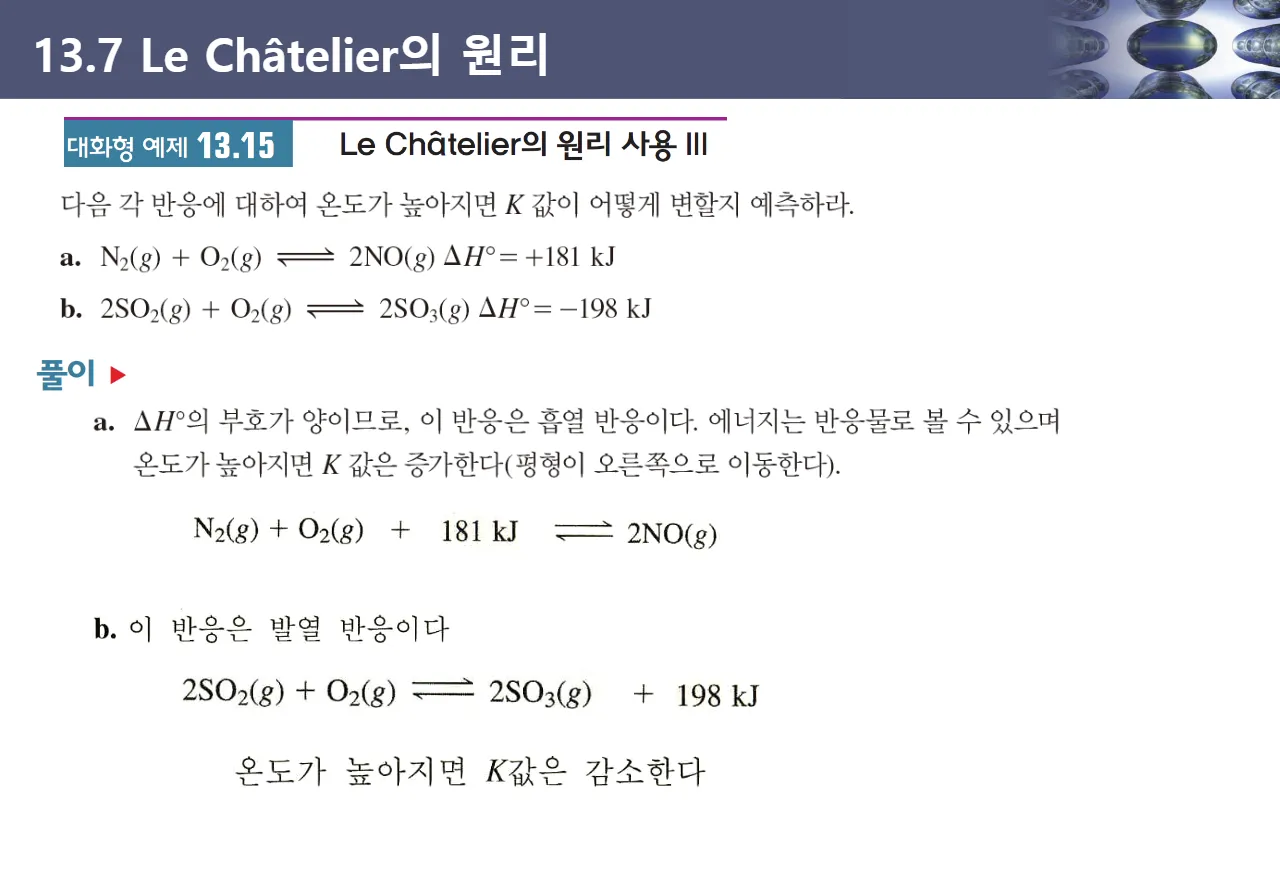 13.7 Le Châtelier의 원리
대화형 예제 13.15 Le Châtelier의 원리 사용 III
다음 각 반응에 대하여 온도가 높아지면 K 값이 어떻게 변할지 예측하라.
a. N₂(g) + O₂(g) ⇌ 2NO(g) ΔH° = +181 kJ
b. 2SO₂(g) + O₂(g) ⇌ 2SO₃(g) ΔH° = −198 kJ
풀이 ▶
a. ΔH°의 부호가 양이므로, 이 반응은 흡열 반응이다. 에너지는 반응물로 볼 수 있으며
온도가 높아지면 K 값은 증가한다(평형이 오른쪽으로 이동한다).
N₂(g) + O₂(g) + 181 kJ ⇌ 2NO(g)
b. 이 반응은 발열 반응이다
2SO₂(g) + O₂(g) ⇌ 2SO₃(g) + 198 kJ
온도가 높아지면 K값은 감소한다